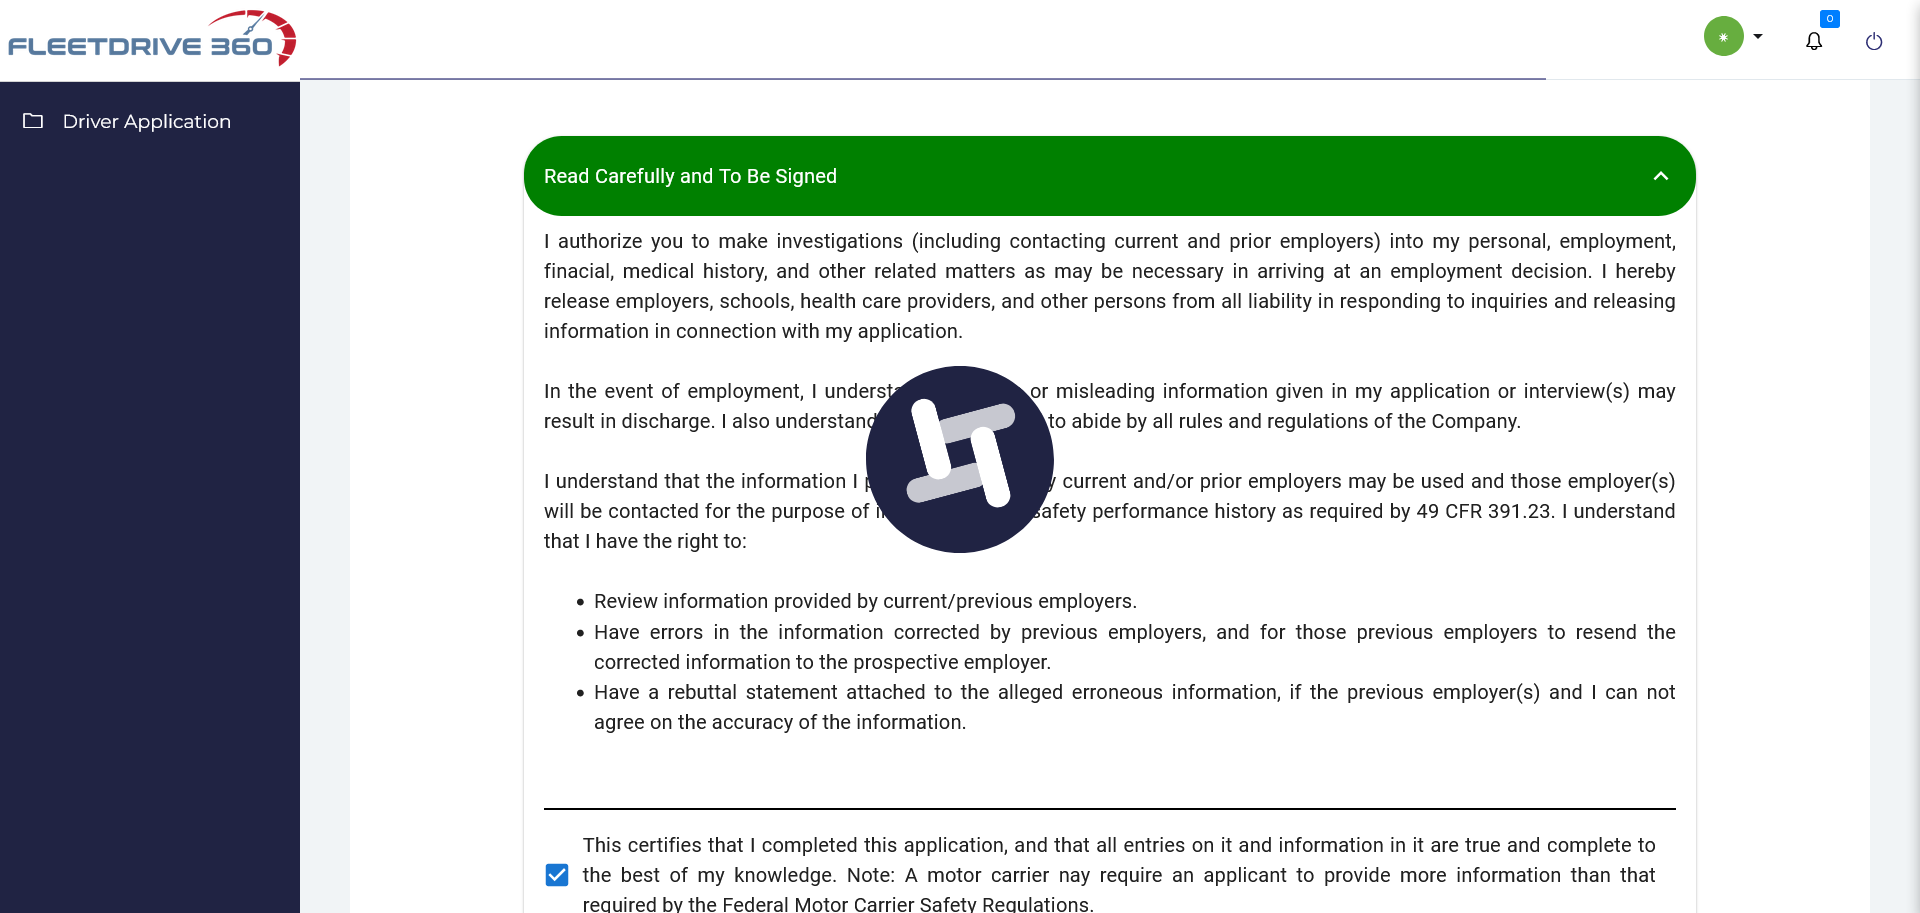 FLEETDRIVE 360
0
Driver Application
Read Carefully and To Be Signed
I authorize you to make investigations (including contacting current and prior employers) into my personal, employment,
finacial, medical history, and other related matters as may be necessary in arriving at an employment decision. I hereby
release employers, schools, health care providers, and other persons from all liability in responding to inquiries and releasing
information in connection with my application.
In the event of employment, I or misleading information given in my application or interview(s) may
result in discharge. I also understand to abide by all rules and regulations of the Company.
I understand that the information I current and/or prior employers may be used and those employer(s)
will be contacted for the purpose of safety performance history as required by 49 CFR 391.23. I understand
that I have the right to:
• Review information provided by current/previous employers.
• Have errors in the information corrected by previous employers, and for those previous employers to resend the
corrected information to the prospective employer.
• Have a rebuttal statement attached to the alleged erroneous information, if the previous employer(s) and I can not
agree on the accuracy of the information.
This certifies that I completed this application, and that all entries on it and information in it are true and complete to
the best of my knowledge. Note: A motor carrier nay require an applicant to provide more information than that
required by the Federal Motor Carrier Safety Regulations.